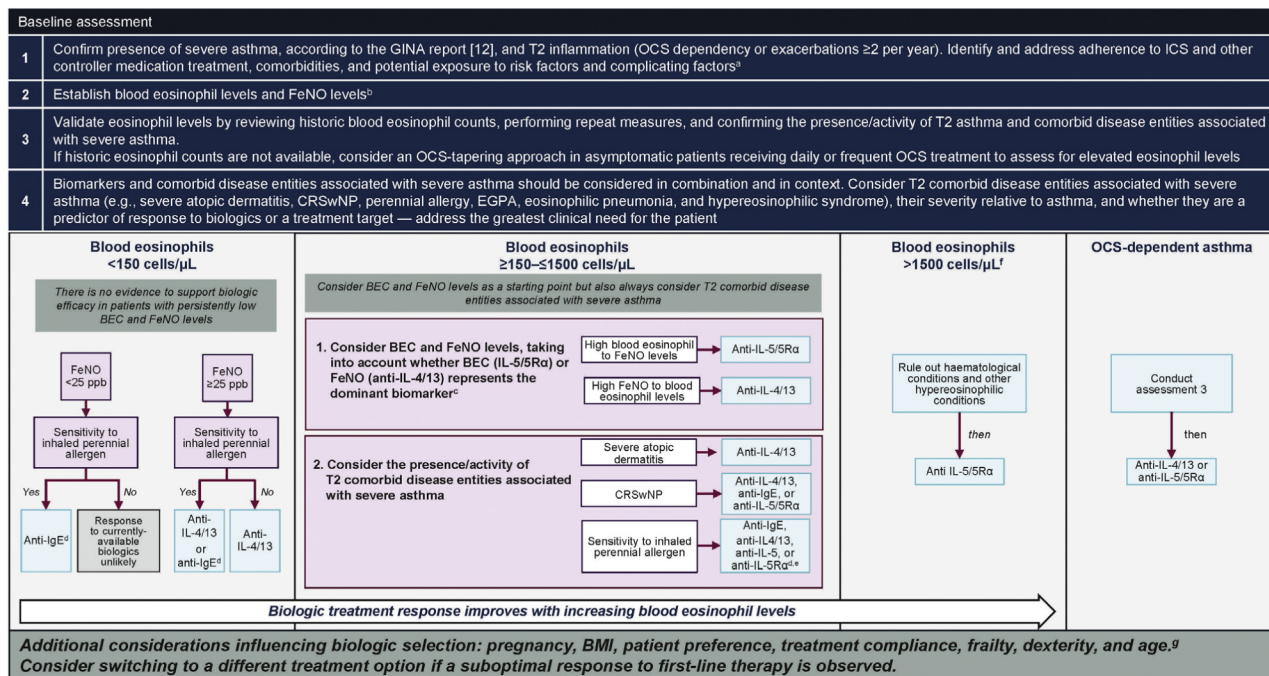 Baseline assessment
1
Confirm presence of severe asthma, according to the GINA report [12], and T2 inflammation (OCS dependency or exacerbations ≥2 per year). Identify and address adherence to ICS and other
controller medication treatment, comorbidities, and potential exposure to risk factors and complicating factorsᵃ
2
Establish blood eosinophil levels and FeNO levelsᵇ
3
Validate eosinophil levels by reviewing historic blood eosinophil counts, performing repeat measures, and confirming the presence/activity of T2 asthma and comorbid disease entities associated
with severe asthma.
If historic eosinophil counts are not available, consider an OCS-tapering approach in asymptomatic patients receiving daily or frequent OCS treatment to assess for elevated eosinophil levels
4
Biomarkers and comorbid disease entities associated with severe asthma should be considered in combination and in context. Consider T2 comorbid disease entities associated with severe
asthma (e.g., severe atopic dermatitis, CRSwNP, perennial allergy, EGPA, eosinophilic pneumonia, and hypereosinophilic syndrome), their severity relative to asthma, and whether they are a
predictor of response to biologics or a treatment target — address the greatest clinical need for the patient
Blood eosinophils
<150 cells/μL
There is no evidence to support biologic
efficacy in patients with persistently low
BEC and FeNO levels
FeNO
<25 ppb
FeNO
≥25 ppb
Sensitivity to
inhaled perennial
allergen
Sensitivity to
inhaled perennial
allergen
Yes
No
Yes
No
Anti-IgEᵈ
Response
to currently-
available
biologics
unlikely
Anti-
IL-4/13
or
anti-IgEᵈ
Anti-
IL-4/13
Blood eosinophils
≥150–≤1500 cells/μL
Consider BEC and FeNO levels as a starting point but also always consider T2 comorbid disease
entities associated with severe asthma
1. Consider BEC and FeNO levels, taking
into account whether BEC (IL-5/5Rα) or
FeNO (anti-IL-4/13) represents the
dominant biomarkerᶜ
High blood eosinophil
to FeNO levels
Anti-IL-5/5Rα
High FeNO to blood
eosinophil levels
Anti-IL-4/13
2. Consider the presence/activity of
T2 comorbid disease entities associated
with severe asthma
Severe atopic
dermatitis
Anti-IL-4/13
CRSwNP
Anti-IL-4/13,
anti-IgE, or
anti-IL-5/5Rα
Sensitivity to inhaled
perennial allergen
Anti-IgE,
anti-IL4/13,
anti-IL-5, or
anti-IL-5Rαᵈ,ᵉ
Blood eosinophils
>1500 cells/μLᶠ
Rule out haematological
conditions and other
hypereosinophilic
conditions
then
Anti IL-5/5Rα
OCS-dependent asthma
Conduct
assessment 3
then
Anti-IL-4/13 or
anti-IL-5/5Rα
Biologic treatment response improves with increasing blood eosinophil levels
Additional considerations influencing biologic selection: pregnancy, BMI, patient preference, treatment compliance, frailty, dexterity, and age.ᵍ
Consider switching to a different treatment option if a suboptimal response to first-line therapy is observed.